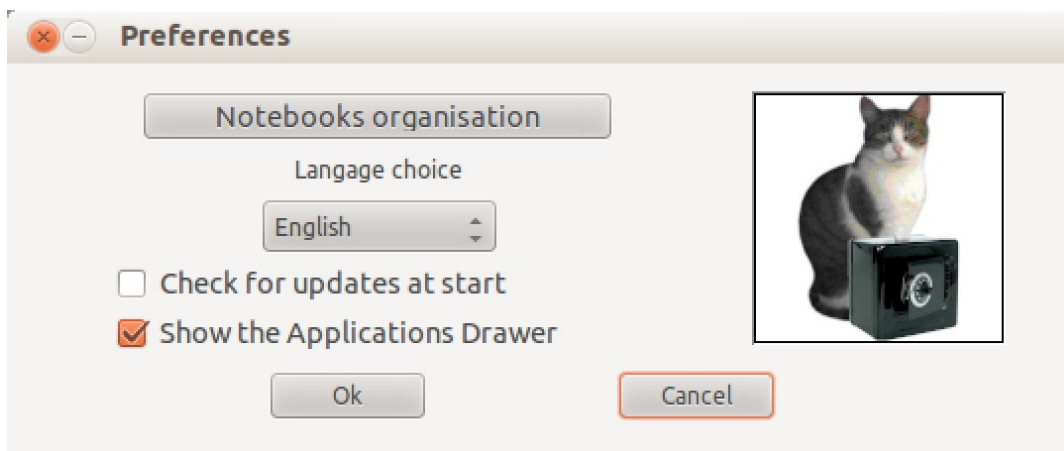 Preferences
Notebooks organisation
Langage choice
English
Check for updates at start
Show the Applications Drawer
Ok
Cancel